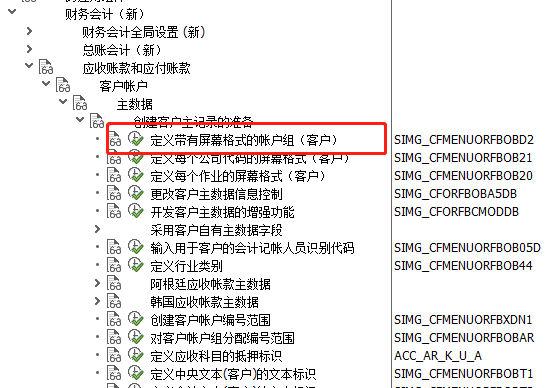 财务会计（新）
财务会计全局设置 (新)
总账会计（新）
应收账款和应付账款
客户帐户
主数据
创建客户主记录的准备
定义带有屏幕格式的帐户组（客户） SIMG_CFMENUORFBOBD2
定义每个公司代码的屏幕格式（客户） SIMG_CFMENUORFBOB21
定义每个作业的屏幕格式（客户） SIMG_CFMENUORFBOB20
更改客户主数据信息控制 SIMG_CFORFBOBA5DB
开发客户主数据的增强功能 SIMG_CFORFBCMODDB
采用客户自有主数据字段
输入用于客户的会计记帐人员识别代码 SIMG_CFMENUORFBOB05D
定义行业类别 SIMG_CFMENUORFBOB44
阿根廷应收帐款主数据
韩国应收帐款主数据
创建客户帐户编号范围 SIMG_CFMENUORFBXDN1
对客户帐户组分配编号范围 SIMG_CFMENUORFBOBAR
定义应收科目的抵押标识 ACC_AR_K_U_A
定义中央文本(客户)的文本标识 SIMG_CFMENUORFBOBT1